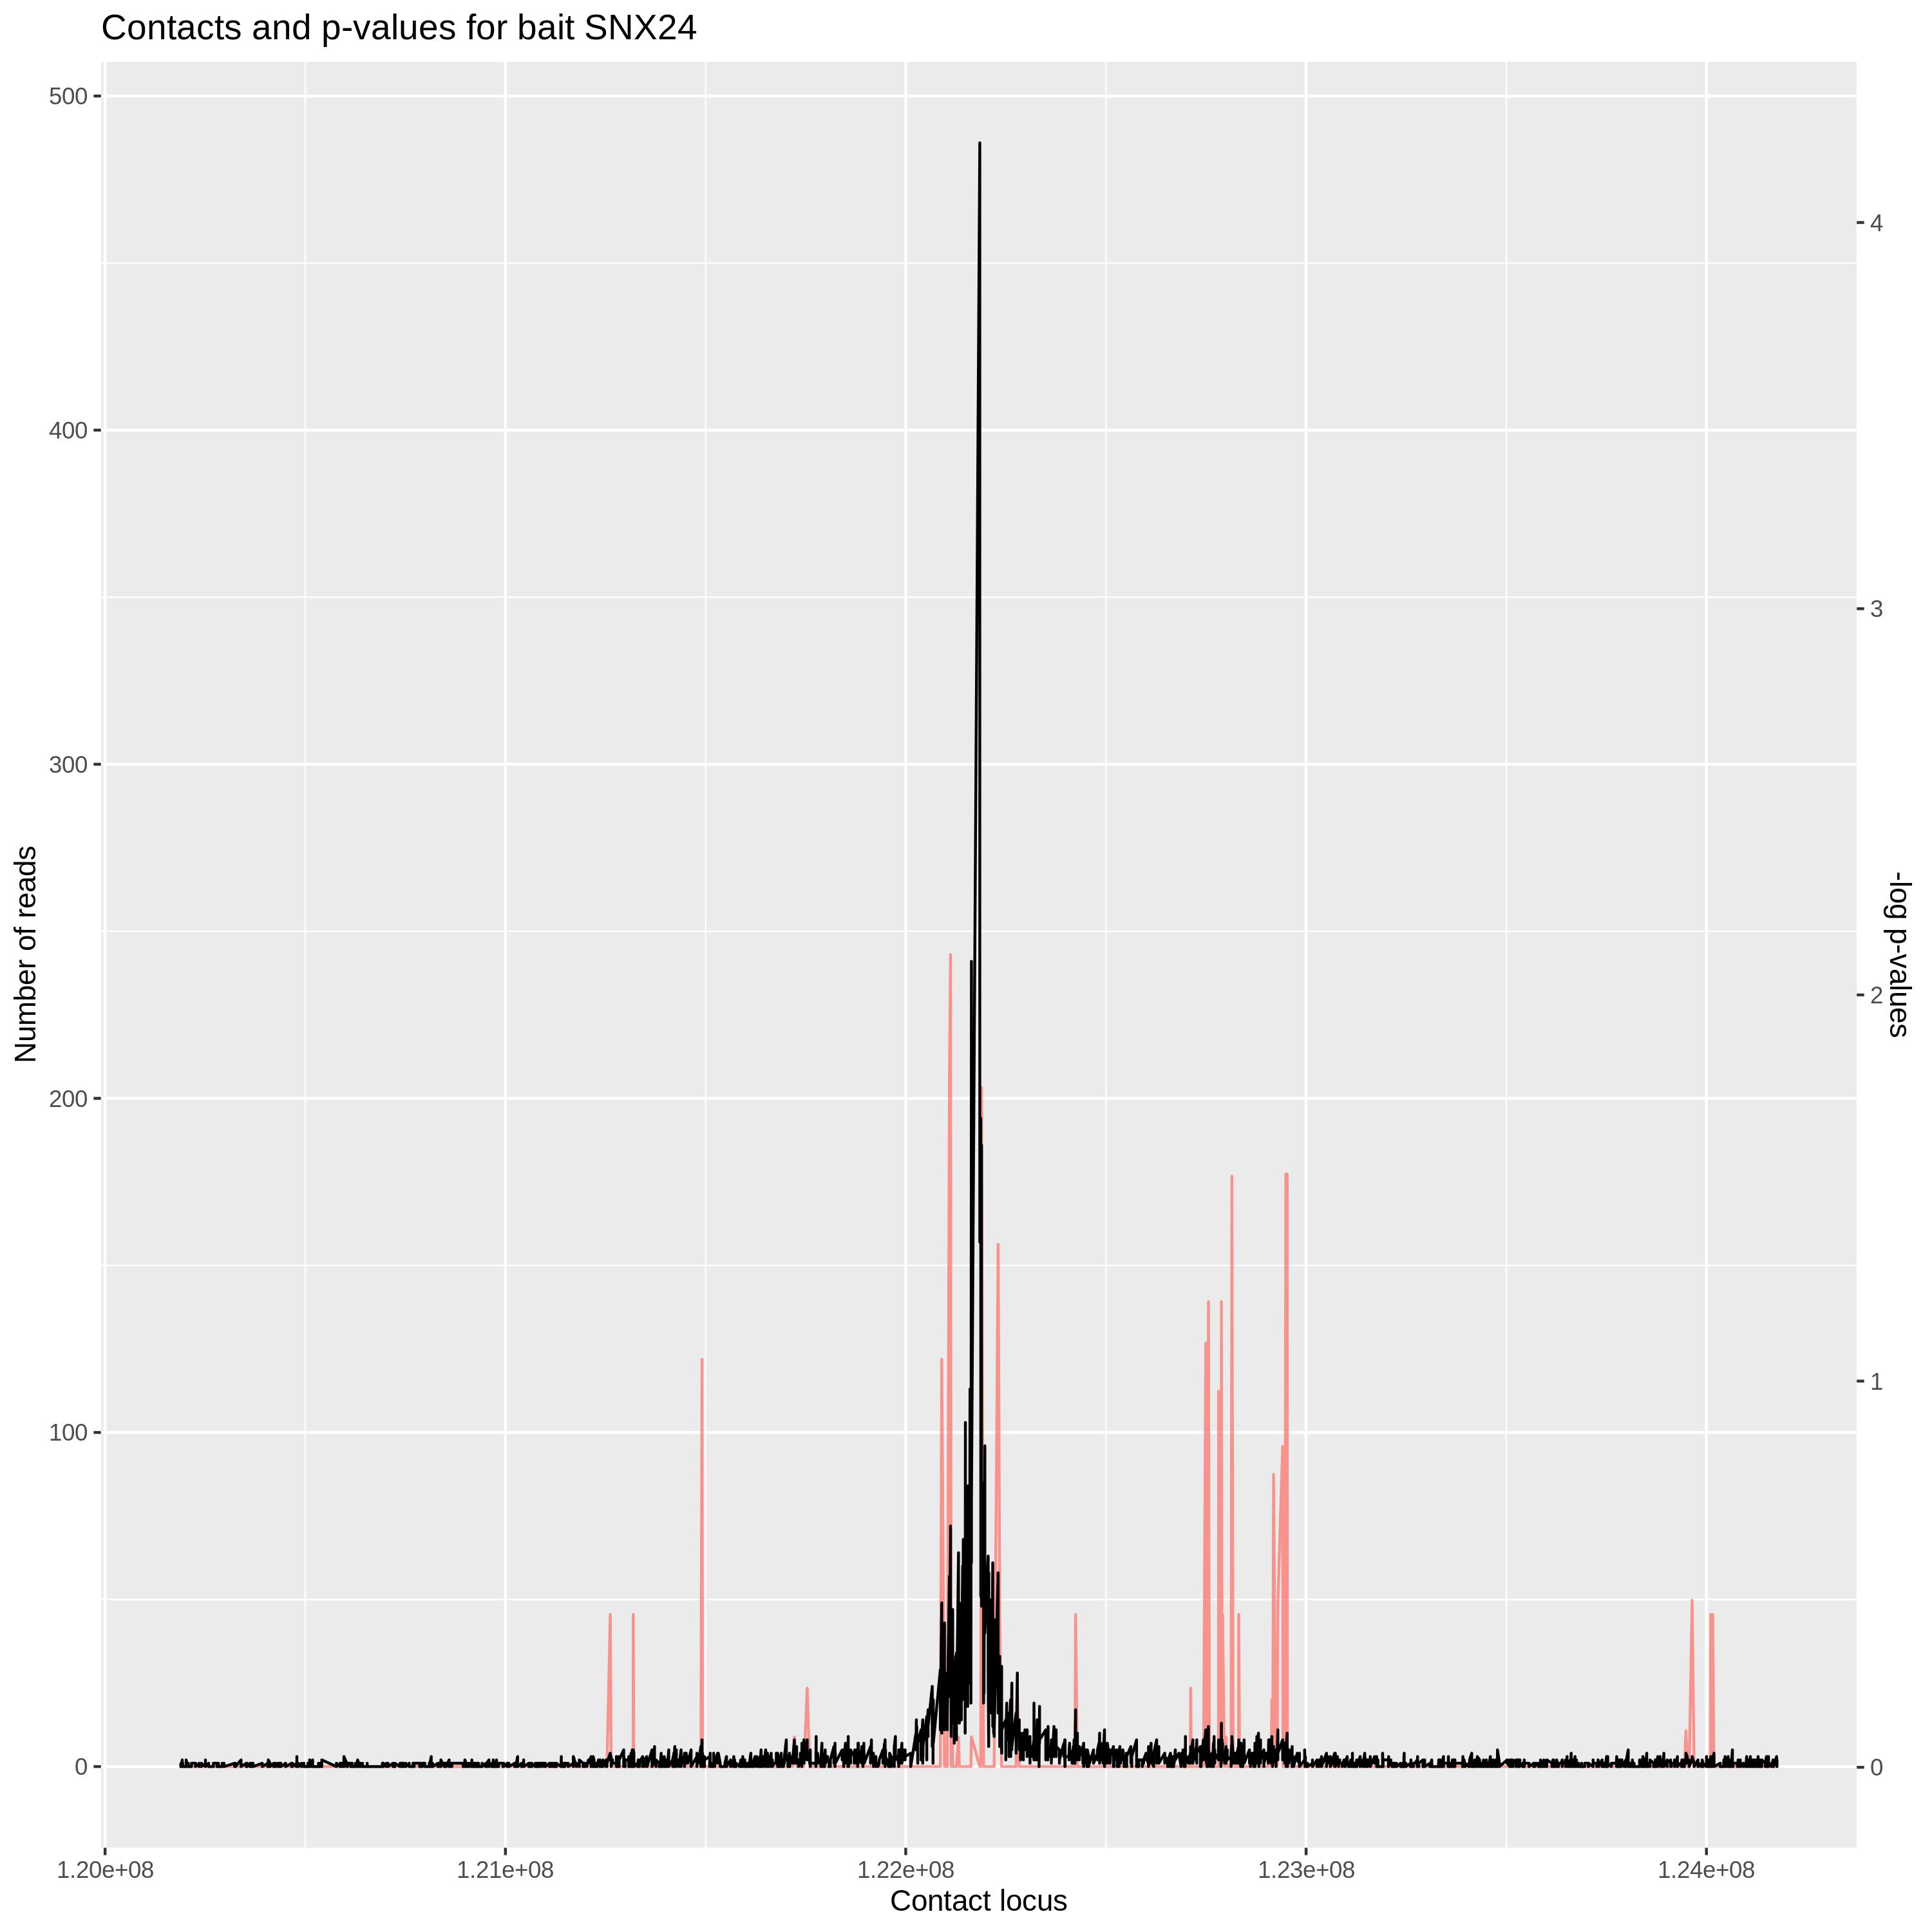 Contacts and p-values for bait SNX24
500
400
300
200
100
0
Number of reads
4
3
2
1
0
-log p-values
1.20e+08
1.21e+08
1.22e+08
1.23e+08
1.24e+08
Contact locus